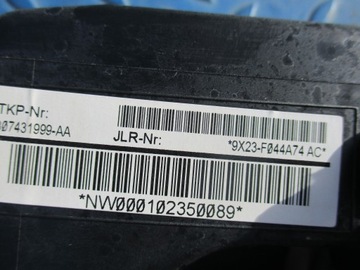 TKP-Nr:
07431999-AA
JLR-Nr:
*9X23-F044A74 AC*
*NW000102350089*